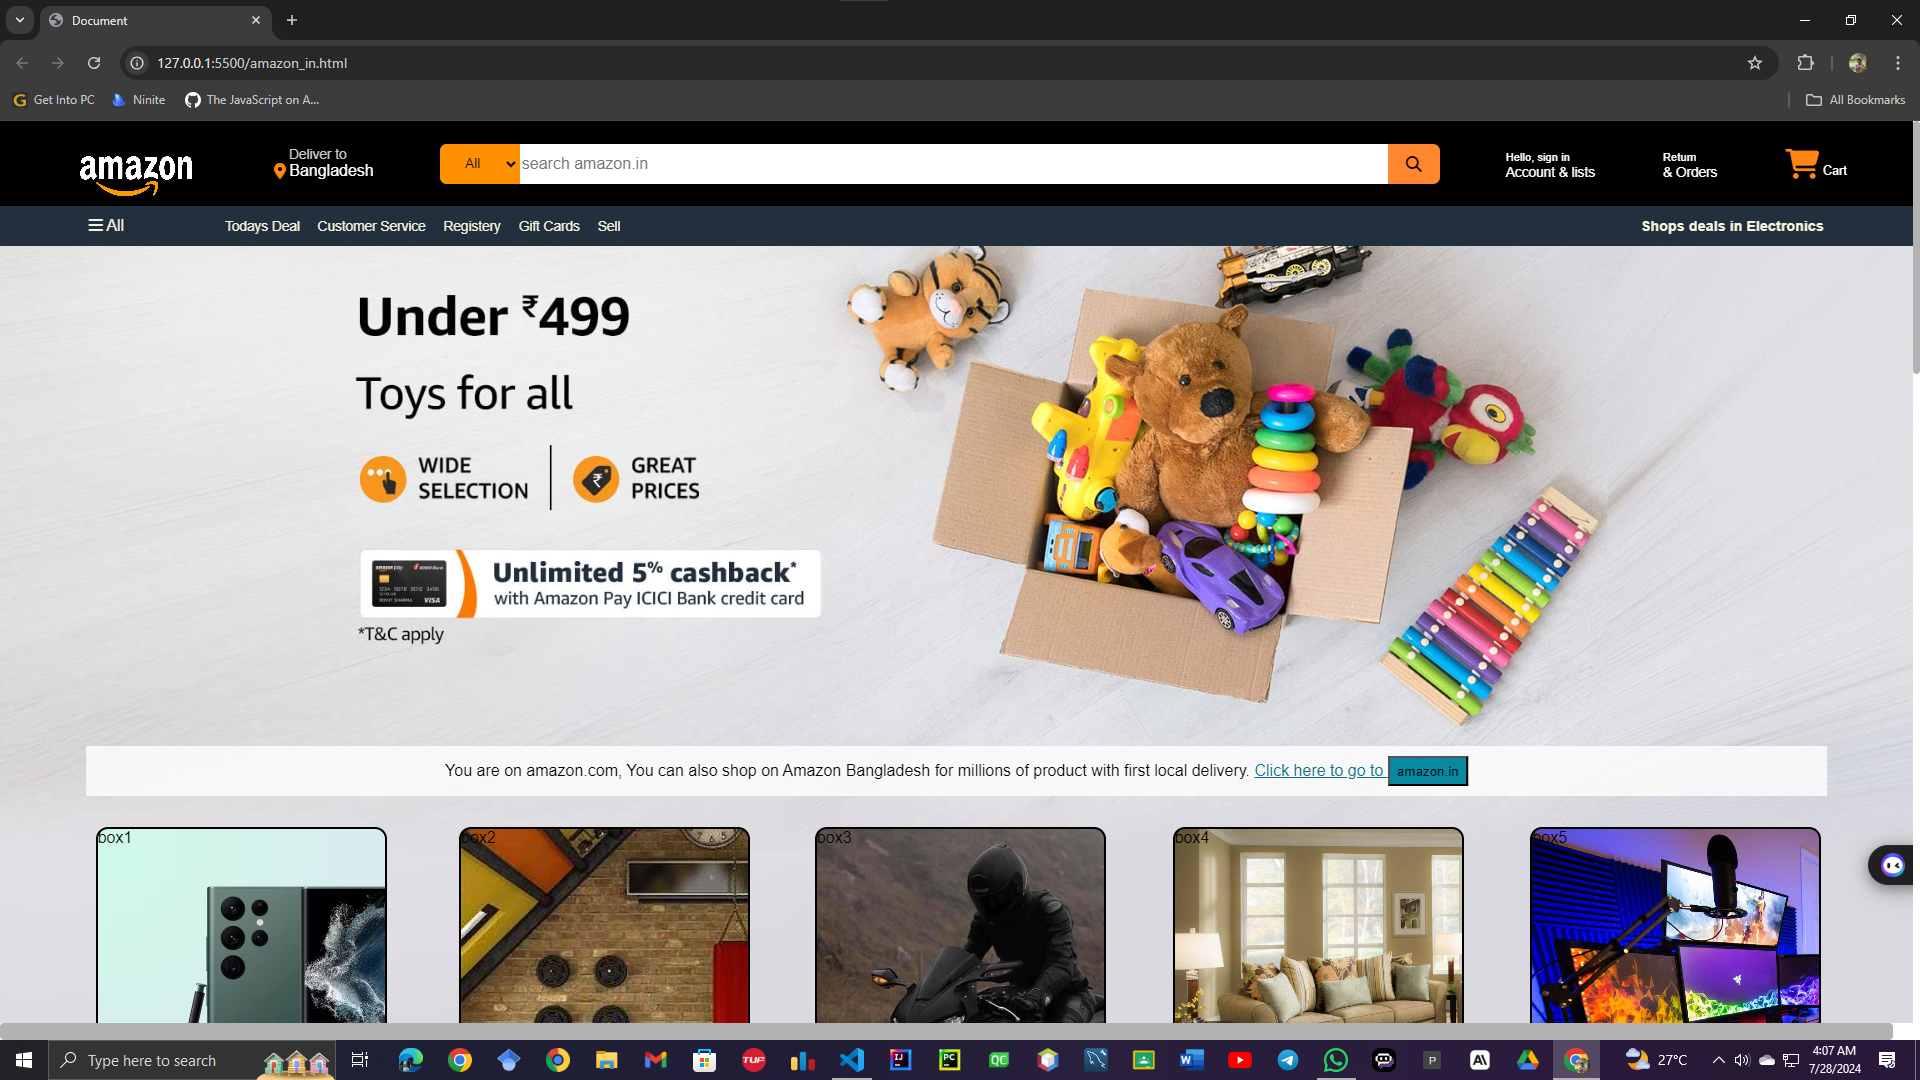 Document
127.0.0.1:5500/amazon_in.html
Get Into PC
Ninite
The JavaScript on A...
All Bookmarks
amazon
Deliver to
Bangladesh
All
search amazon.in
Hello, sign in
Account & lists
Return
& Orders
Cart
All
Todays Deal
Customer Service
Registery
Gift Cards
Sell
Shops deals in Electronics
Under ₹499
Toys for all
WIDE
SELECTION
GREAT
PRICES
Unlimited 5% cashback*
with Amazon Pay ICICI Bank credit card
VISA
*T&C apply
You are on amazon.com, You can also shop on Amazon Bangladesh for millions of product with first local delivery. Click here to go to amazon.in
box1
box2
box3
box4
box5
Type here to search
TUF
27°C
4:07 AM
7/28/2024